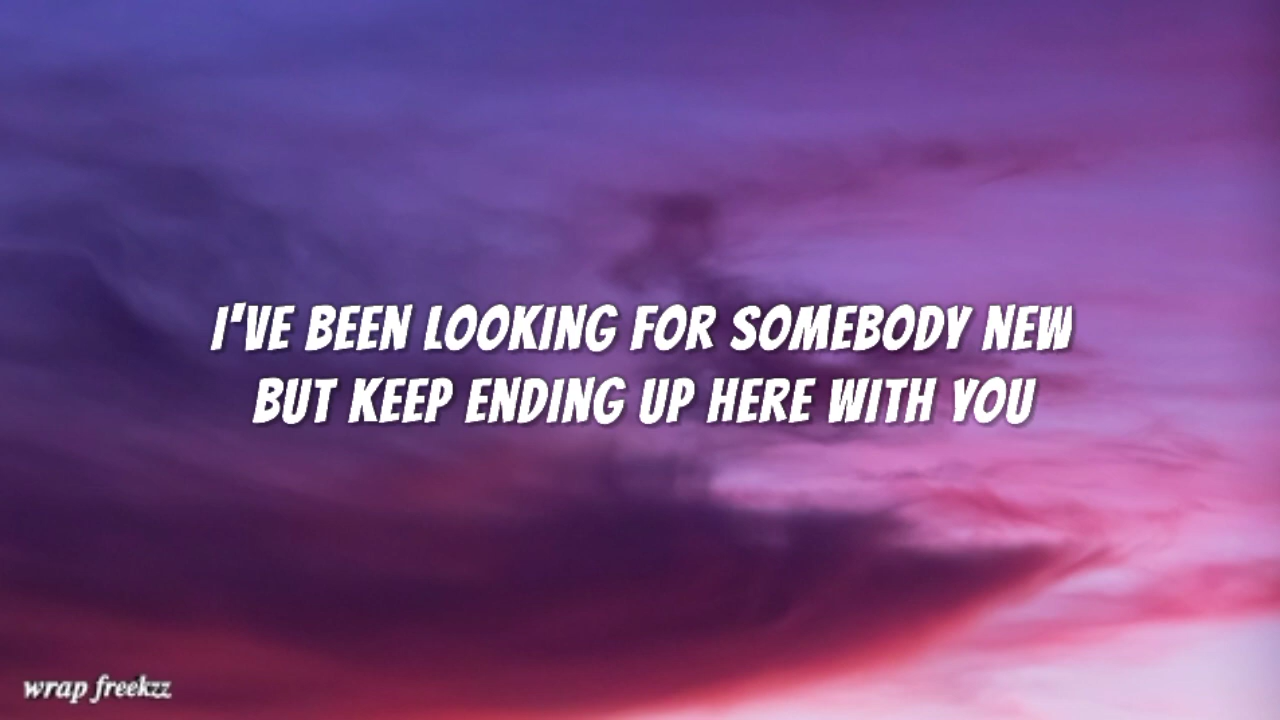 I'VE BEEN LOOKING FOR SOMEBODY NEW
BUT KEEP ENDING UP HERE WITH YOU
wrap freekzz